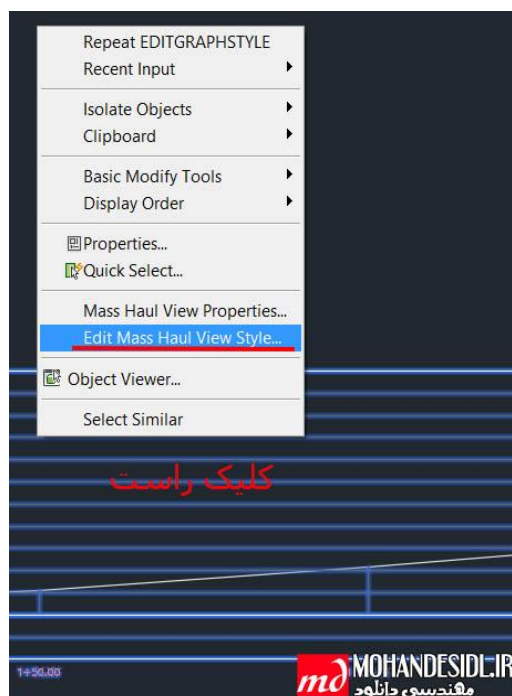 Repeat EDITGRAPHSTYLE
Recent Input
Isolate Objects
Clipboard
Basic Modify Tools
Display Order
Properties...
Quick Select...
Mass Haul View Properties...
Edit Mass Haul View Style...
Object Viewer...
Select Similar
کلیک راست
1+50.00
md MOHANDESIDL.IR
مهندسی دانلود